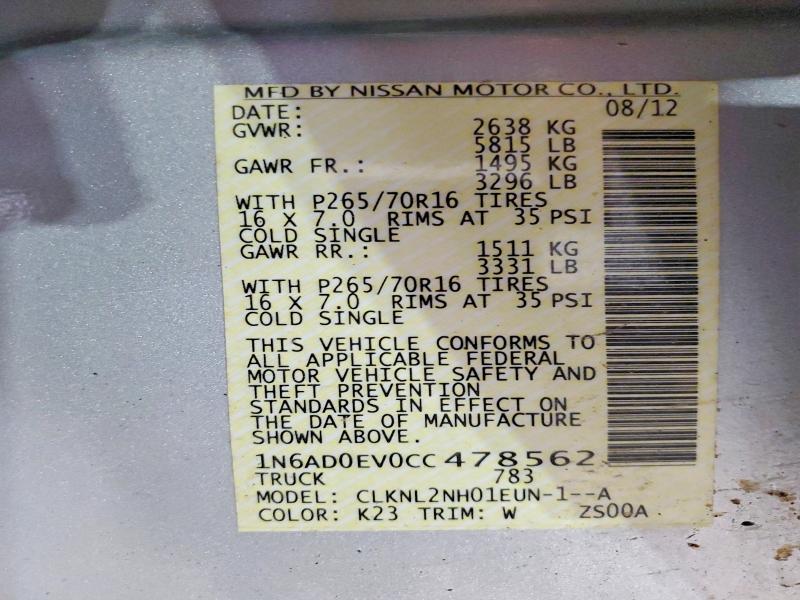 MFD BY NISSAN MOTOR CO., LTD.
DATE: 08/12
GVWR: 2638 KG
5815 LB
GAWR FR.: 1495 KG
3296 LB
WITH P265/70R16 TIRES
16 X 7.0 RIMS AT 35 PSI
COLD SINGLE
GAWR RR.: 1511 KG
3331 LB
WITH P265/70R16 TIRES
16 X 7.0 RIMS AT 35 PSI
COLD SINGLE
THIS VEHICLE CONFORMS TO
ALL APPLICABLE FEDERAL
MOTOR VEHICLE SAFETY AND
THEFT PREVENTION
STANDARDS IN EFFECT ON
THE DATE OF MANUFACTURE
SHOWN ABOVE.
1N6AD0EV0CC478562
TRUCK 783
MODEL: CLKNL2NH01EUN-1--A
COLOR: K23 TRIM: W ZS00A